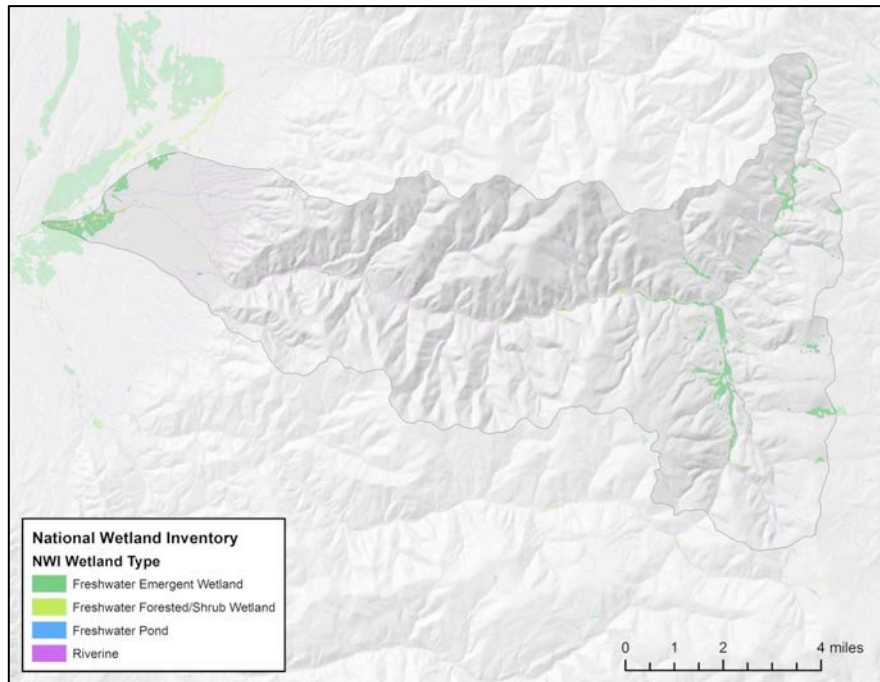 National Wetland Inventory
NWI Wetland Type
Freshwater Emergent Wetland
Freshwater Forested/Shrub Wetland
Freshwater Pond
Riverine
0 1 2 4 miles